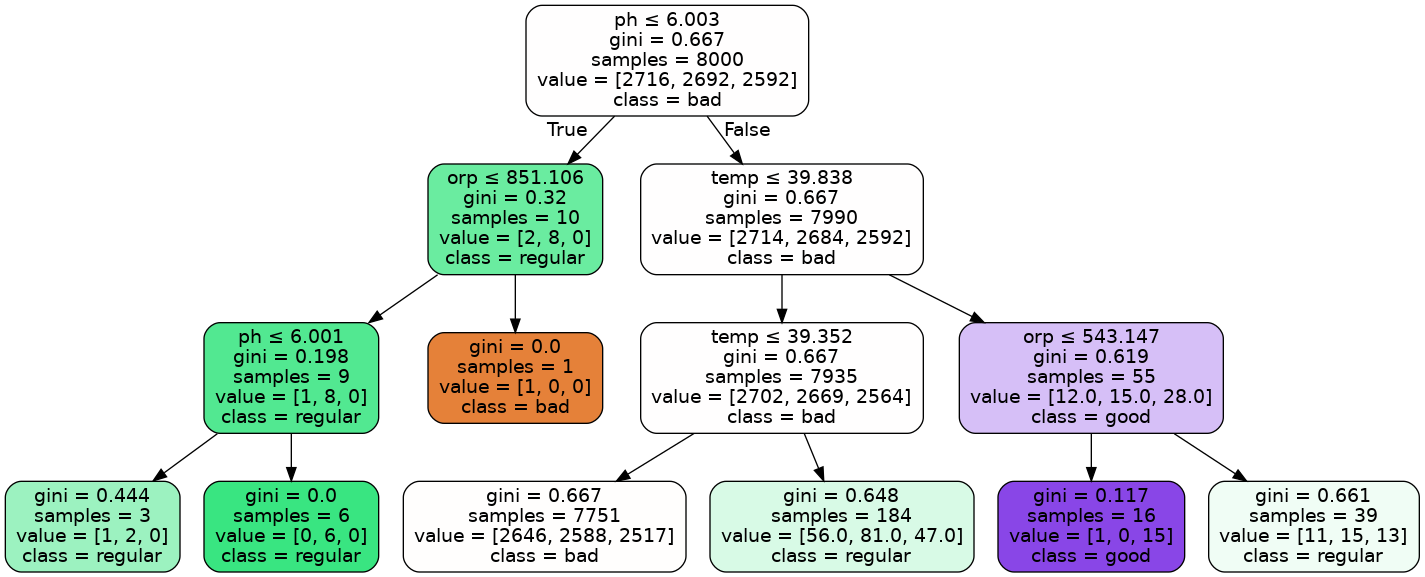 ph ≤ 6.003
gini = 0.667
samples = 8000
value = [2716, 2692, 2592]
class = bad
True
False
orp ≤ 851.106
gini = 0.32
samples = 10
value = [2, 8, 0]
class = regular
temp ≤ 39.838
gini = 0.667
samples = 7990
value = [2714, 2684, 2592]
class = bad
ph ≤ 6.001
gini = 0.198
samples = 9
value = [1, 8, 0]
class = regular
gini = 0.0
samples = 1
value = [1, 0, 0]
class = bad
temp ≤ 39.352
gini = 0.667
samples = 7935
value = [2702, 2669, 2564]
class = bad
orp ≤ 543.147
gini = 0.619
samples = 55
value = [12.0, 15.0, 28.0]
class = good
gini = 0.444
samples = 3
value = [1, 2, 0]
class = regular
gini = 0.0
samples = 6
value = [0, 6, 0]
class = regular
gini = 0.667
samples = 7751
value = [2646, 2588, 2517]
class = bad
gini = 0.648
samples = 184
value = [56.0, 81.0, 47.0]
class = regular
gini = 0.117
samples = 16
value = [1, 0, 15]
class = good
gini = 0.661
samples = 39
value = [11, 15, 13]
class = regular